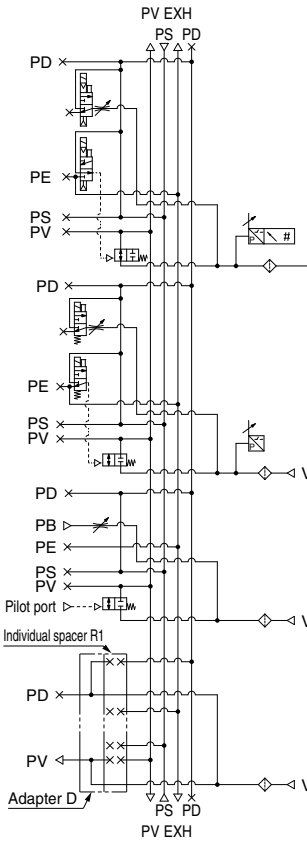 PV EXH
PS PD
PD
PE
PS
PV
P
#
PD
PE
PS
PV
P
V
PD
PB
PE
PS
PV
Pilot port
V
Individual spacer R1
PD
PV
V
Adapter D
PS PD
PV EXH